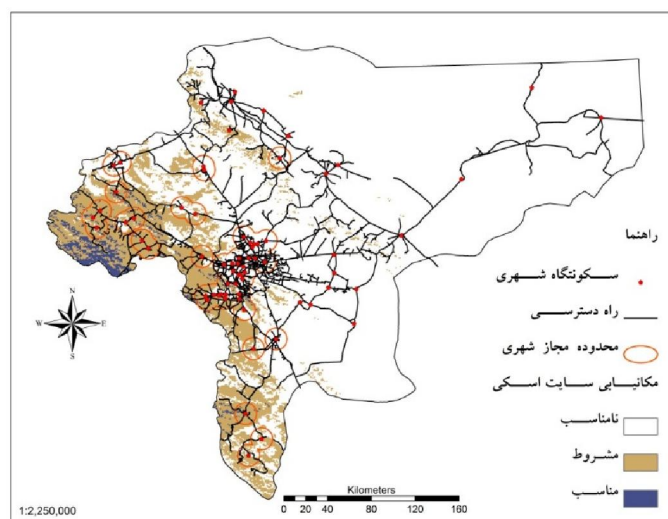 راهنما
سکونتگاه شهری
راه دسترسی
محدوده مجاز شهری
مکانیابی سایت اسکی
نامناسب
مشروط
مناسب
N
W E
S
Kilometers
0 10 20 40 80 120 160
1:2,250,000